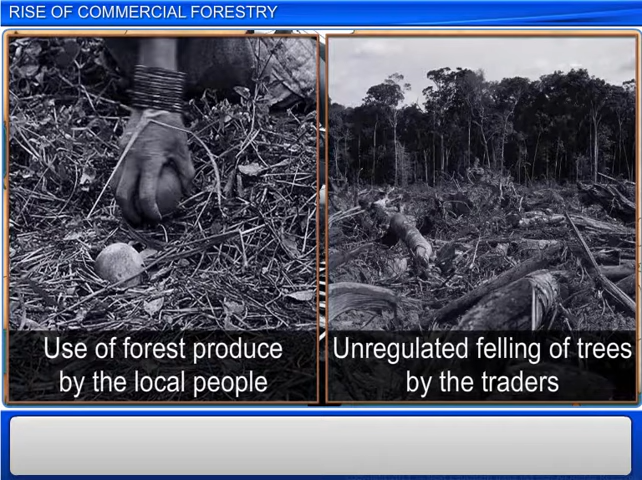 RISE OF COMMERCIAL FORESTRY
Use of forest produce
by the local people
Unregulated felling of trees
by the traders